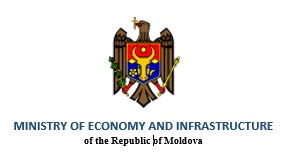 MINISTRY OF ECONOMY AND INFRASTRUCTURE
of the Republic of Moldova